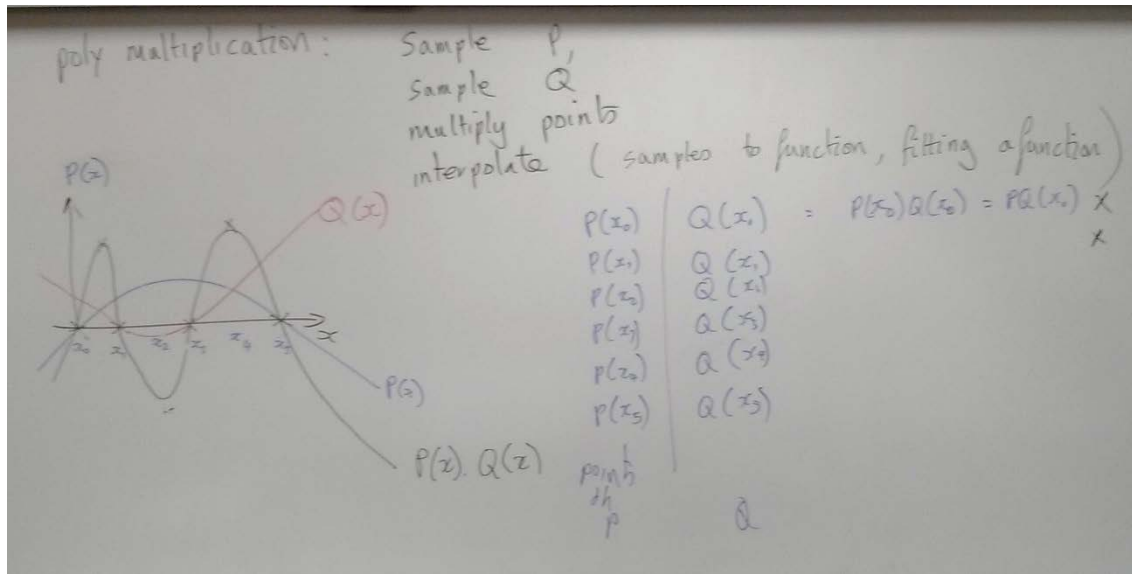 poly multiplication: Sample P,
Sample Q
multiply points
interpolate ( samples to function, fitting a function)
P(x)
Q(x)
x₀ x₁ x₂ x₃ x₄ x₅ x
P(x)
P(x). Q(x)
P(x₀) Q(x₀) = P(x₀)Q(x₀) = PQ(x₀) x
x
P(x₁) Q(x₁)
P(x₂) Q(x₂)
P(x₃) Q(x₃)
P(x₄) Q(x₄)
P(x₅) Q(x₅)
points
P Q